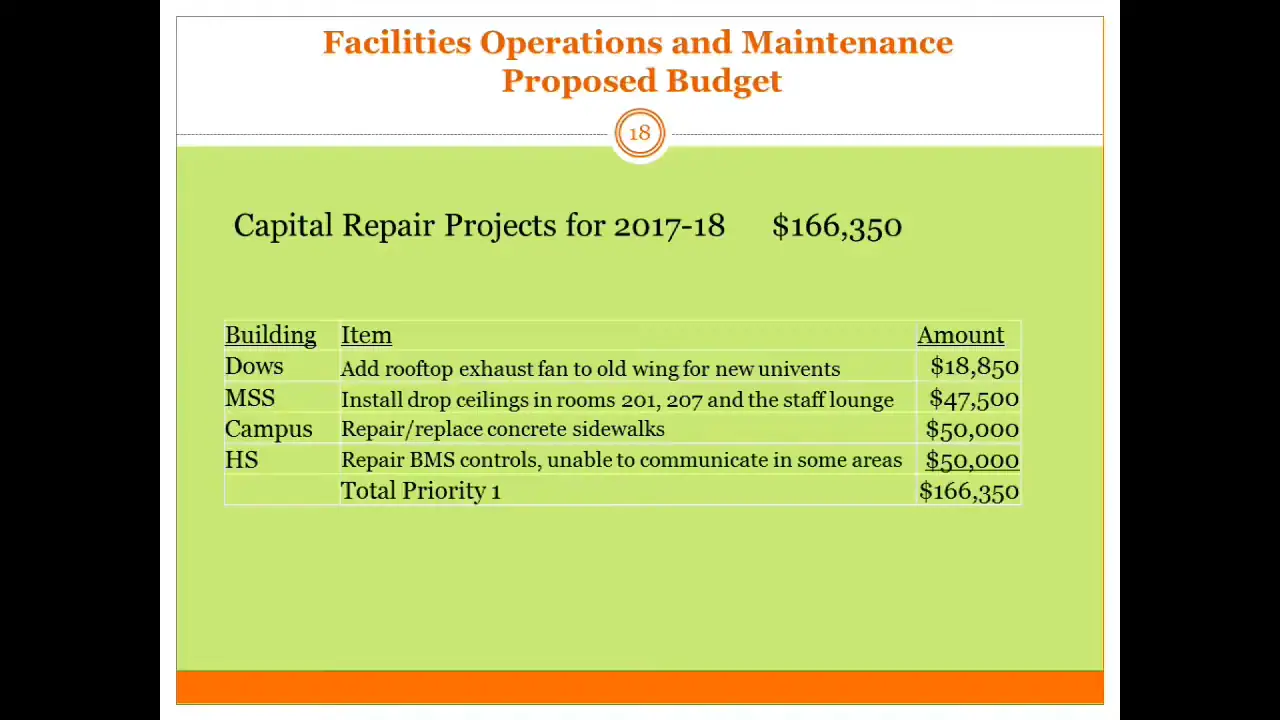 Facilities Operations and Maintenance
Proposed Budget
18
Capital Repair Projects for 2017-18 $166,350
Building Item Amount
Dows Add rooftop exhaust fan to old wing for new univents $18,850
MSS Install drop ceilings in rooms 201, 207 and the staff lounge $47,500
Campus Repair/replace concrete sidewalks $50,000
HS Repair BMS controls, unable to communicate in some areas $50,000
Total Priority 1 $166,350